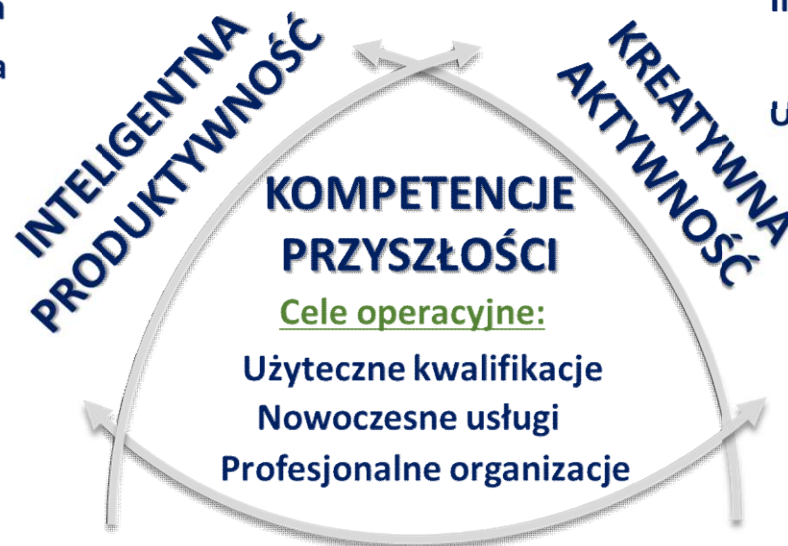 INTELIGENTNA
PRODUKTYWNOŚĆ
KREATYWNA
AKTYWNOŚĆ
KOMPETENCJE
PRZYSZŁOŚCI
Cele operacyjne:
Użyteczne kwalifikacje
Nowoczesne usługi
Profesjonalne organizacje